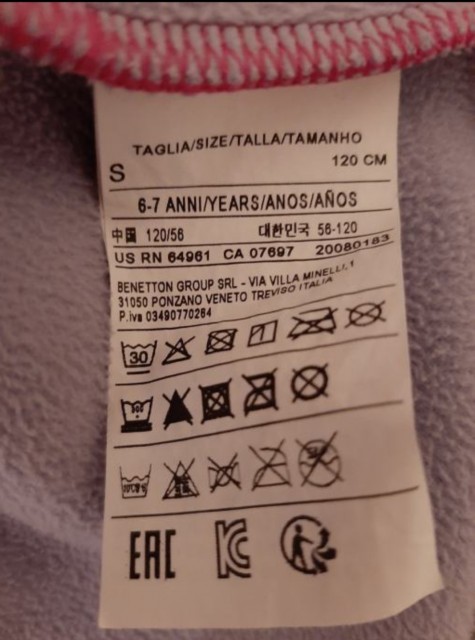 TAGLIA/SIZE/TALLA/TAMANHO
S 120 CM
6-7 ANNI/YEARS/ANOS/AÑOS
中国 120/56 대한민국 56-120
US RN 64961 CA 07697 20080183
BENETTON GROUP SRL - VIA VILLA MINELLI, 1
31050 PONZANO VENETO TREVISO ITALIA
P.iva 03490770264
30
EAC